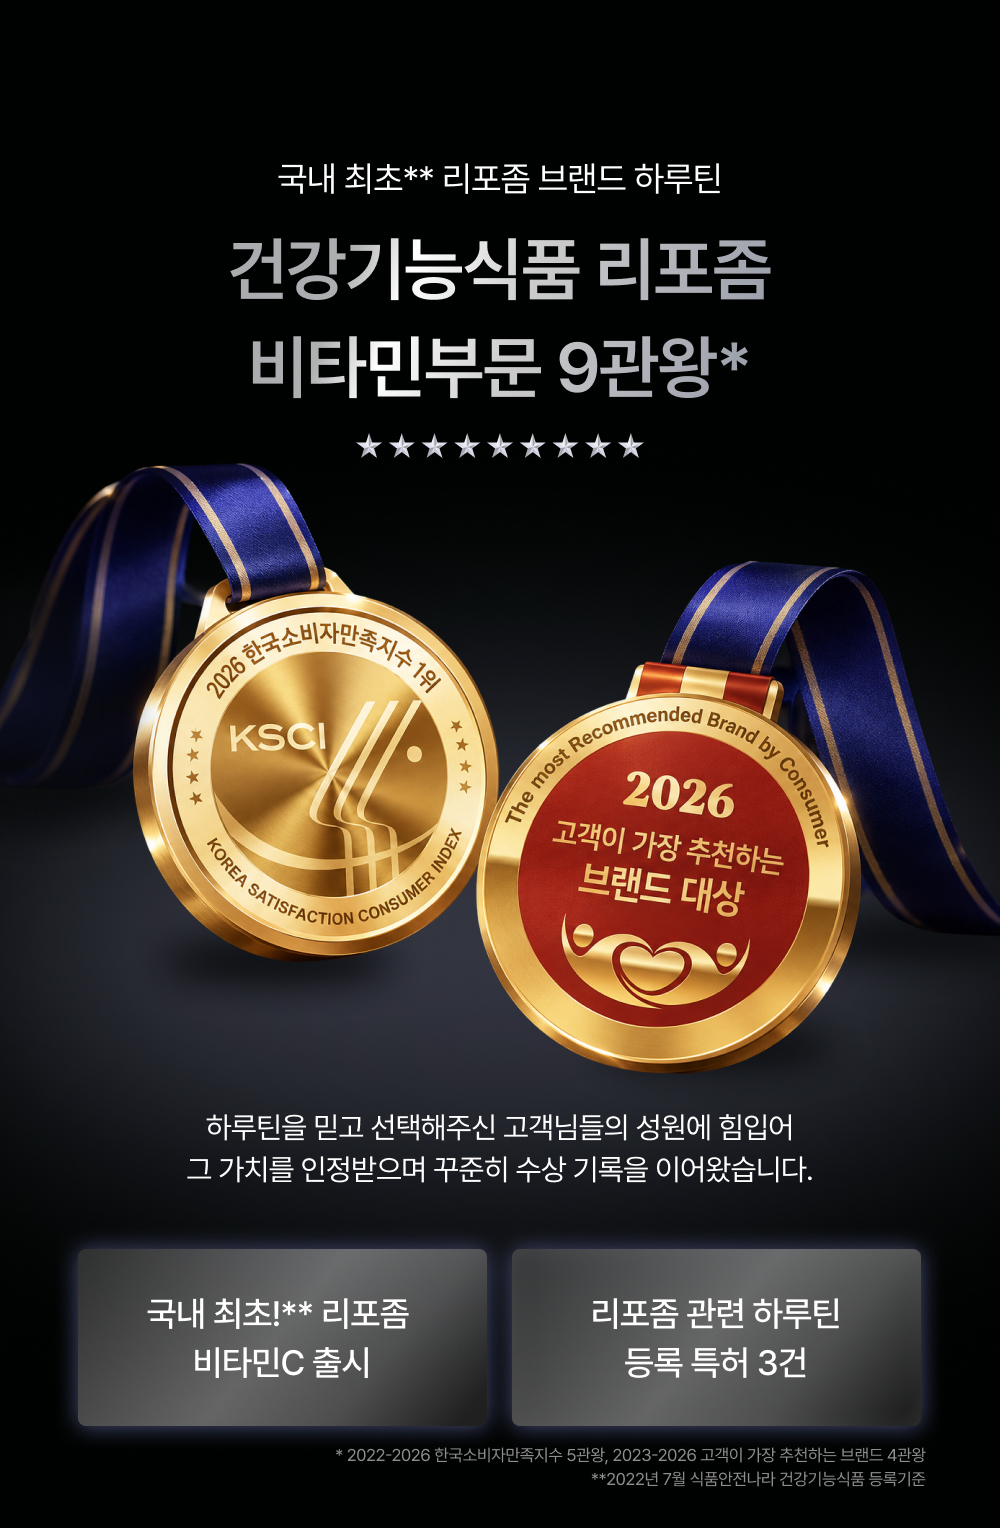 국내 최초** 리포좀 브랜드 하루틴
건강기능식품 리포좀
비타민부문 9관왕*
2026 한국소비자만족지수 1위
KSCI
KOREA SATISFACTION CONSUMER INDEX
The most Recommended Brand by Consumer
2026
고객이 가장 추천하는
브랜드 대상
하루틴을 믿고 선택해주신 고객님들의 성원에 힘입어
그 가치를 인정받으며 꾸준히 수상 기록을 이어왔습니다.
국내 최초!** 리포좀
비타민C 출시
리포좀 관련 하루틴
등록 특허 3건
* 2022-2026 한국소비자만족지수 5관왕, 2023-2026 고객이 가장 추천하는 브랜드 4관왕
**2022년 7월 식품안전나라 건강기능식품 등록기준